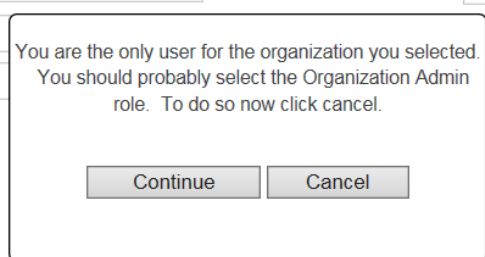 You are the only user for the organization you selected.
You should probably select the Organization Admin
role.  To do so now click cancel.
Continue
Cancel